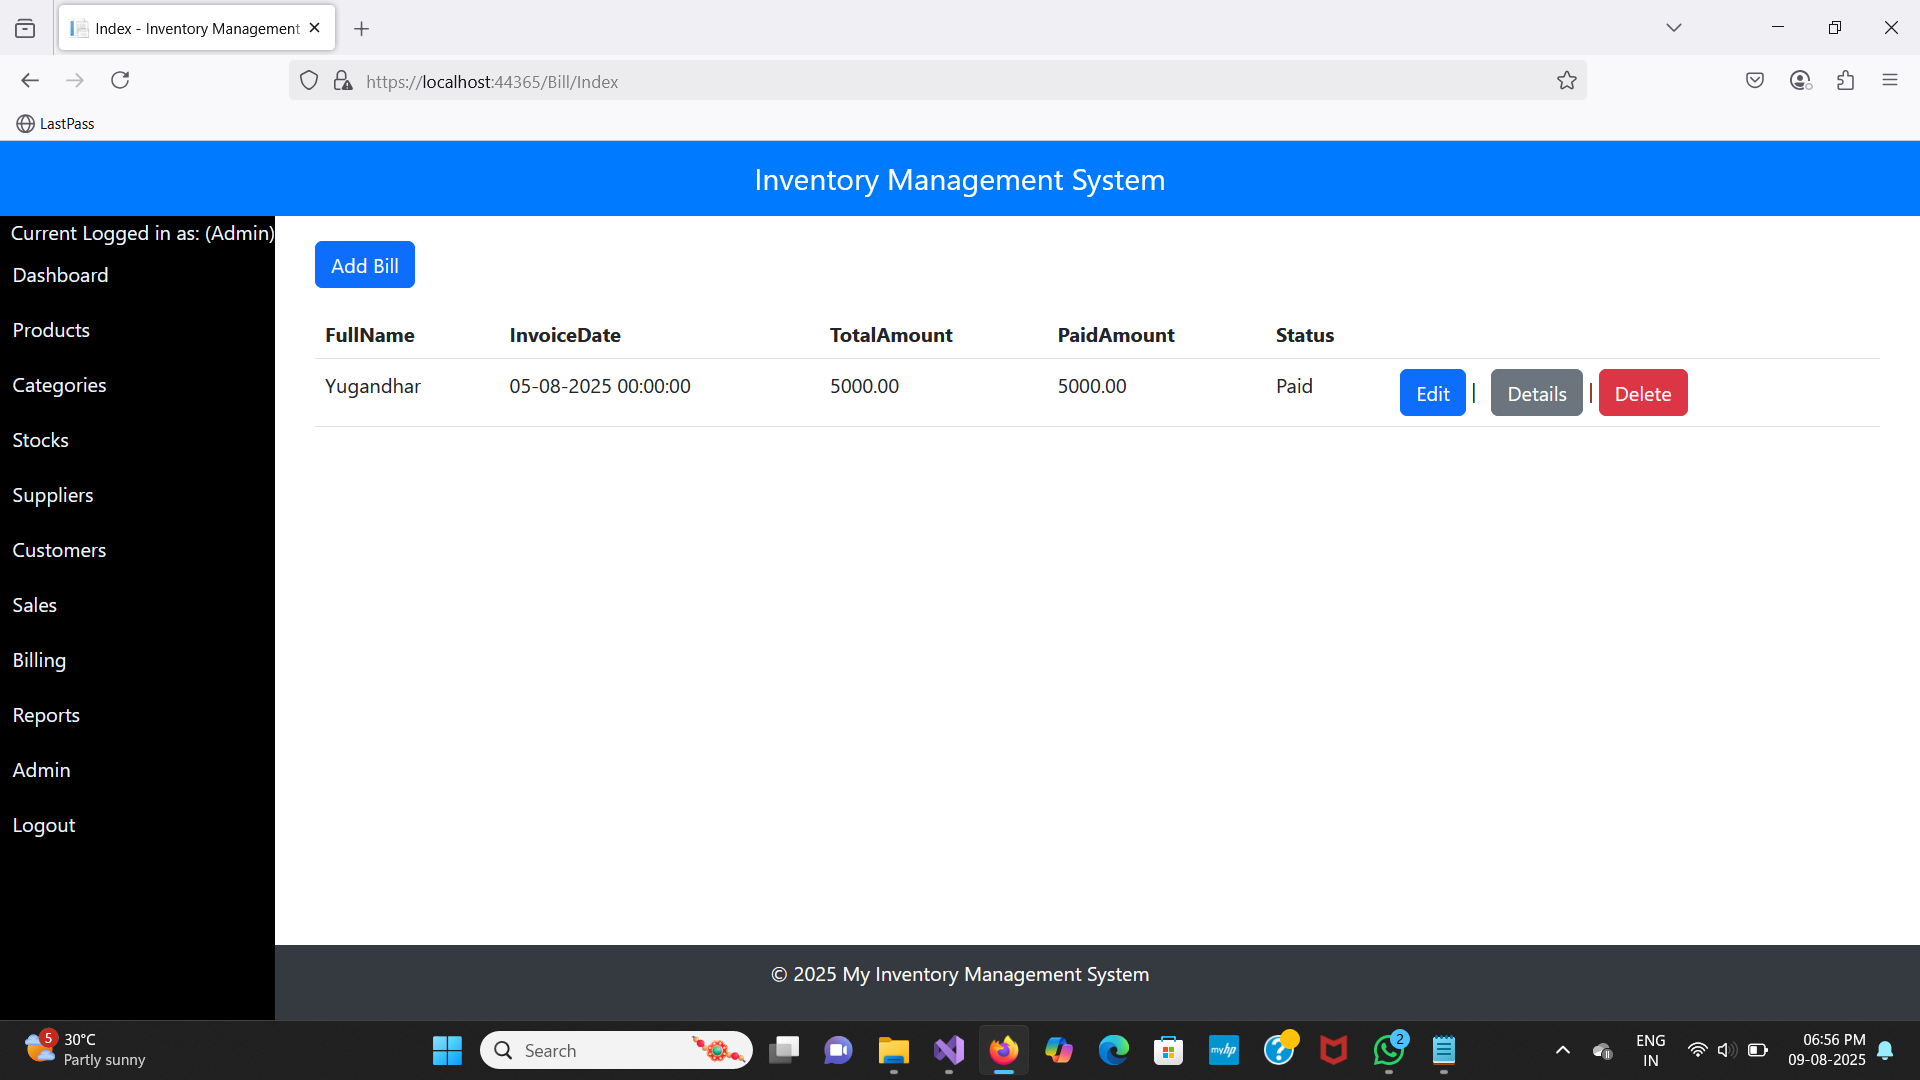 Index - Inventory Management
https://localhost:44365/Bill/Index
LastPass
Inventory Management System
Current Logged in as: (Admin)
Dashboard
Products
Categories
Stocks
Suppliers
Customers
Sales
Billing
Reports
Admin
Logout
Add Bill
FullName InvoiceDate TotalAmount PaidAmount Status
Yugandhar 05-08-2025 00:00:00 5000.00 5000.00 Paid Edit | Details | Delete
© 2025 My Inventory Management System
5
30°C
Partly sunny
Search
myhp
2
ENG
IN
06:56 PM
09-08-2025